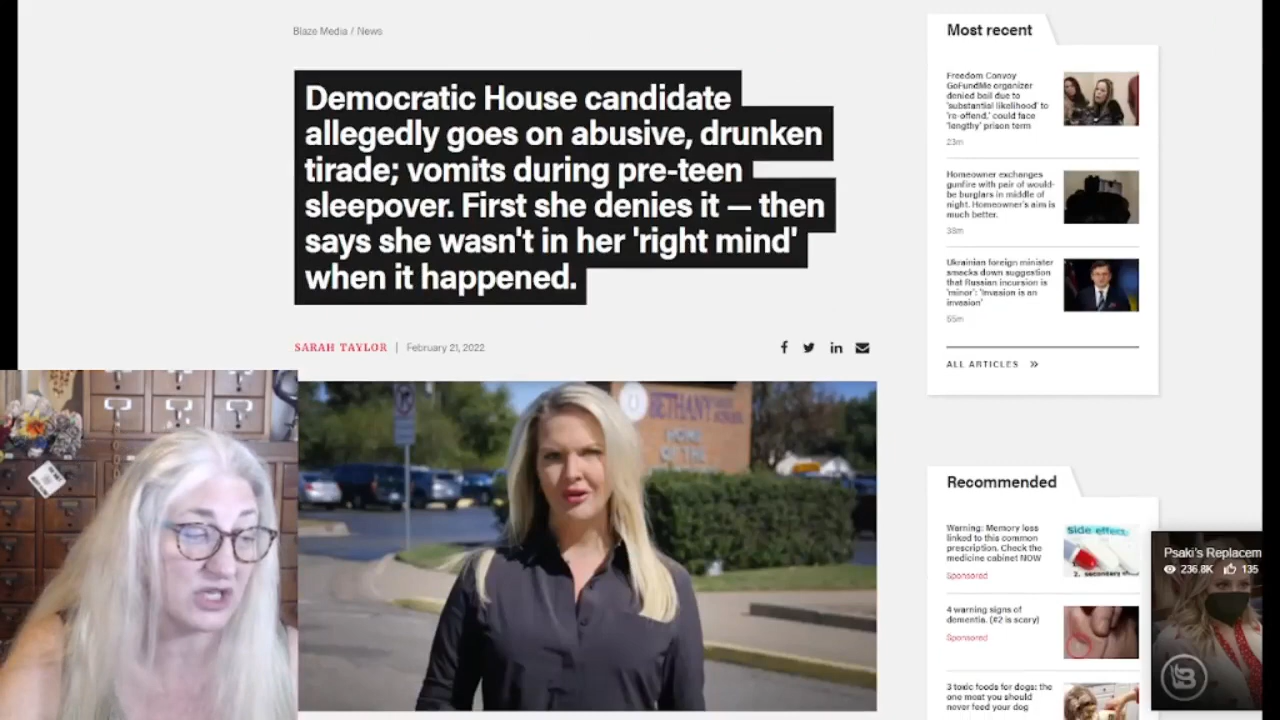 Blaze Media / News
Democratic House candidate
allegedly goes on abusive, drunken
tirade; vomits during pre-teen
sleepover. First she denies it — then
says she wasn't in her 'right mind'
when it happened.
SARAH TAYLOR | February 21, 2022
BETHANY
HOME
OF THE
Most recent
Freedom Convoy
GoFundMe organizer
denied bail due to
'substantial likelihood' to
're-offend,' could face
'lengthy' prison term
23m
Homeowner exchanges
gunfire with pair of would-
be burglars in middle of
night. Homeowner's aim is
much better.
38m
Ukrainian foreign minister
smacks down suggestion
that Russian incursion is
'minor': 'Invasion is an
invasion'
55m
ALL ARTICLES »
Recommended
Warning: Memory loss
linked to this common
prescription. Check the
medicine cabinet NOW
Sponsored
side effect
2. secondary
4 warning signs of
dementia. (#2 is scary)
Sponsored
3 toxic foods for dogs: the
one meat you should
never feed your dog
Psaki's Replacem
236.8K 135
B